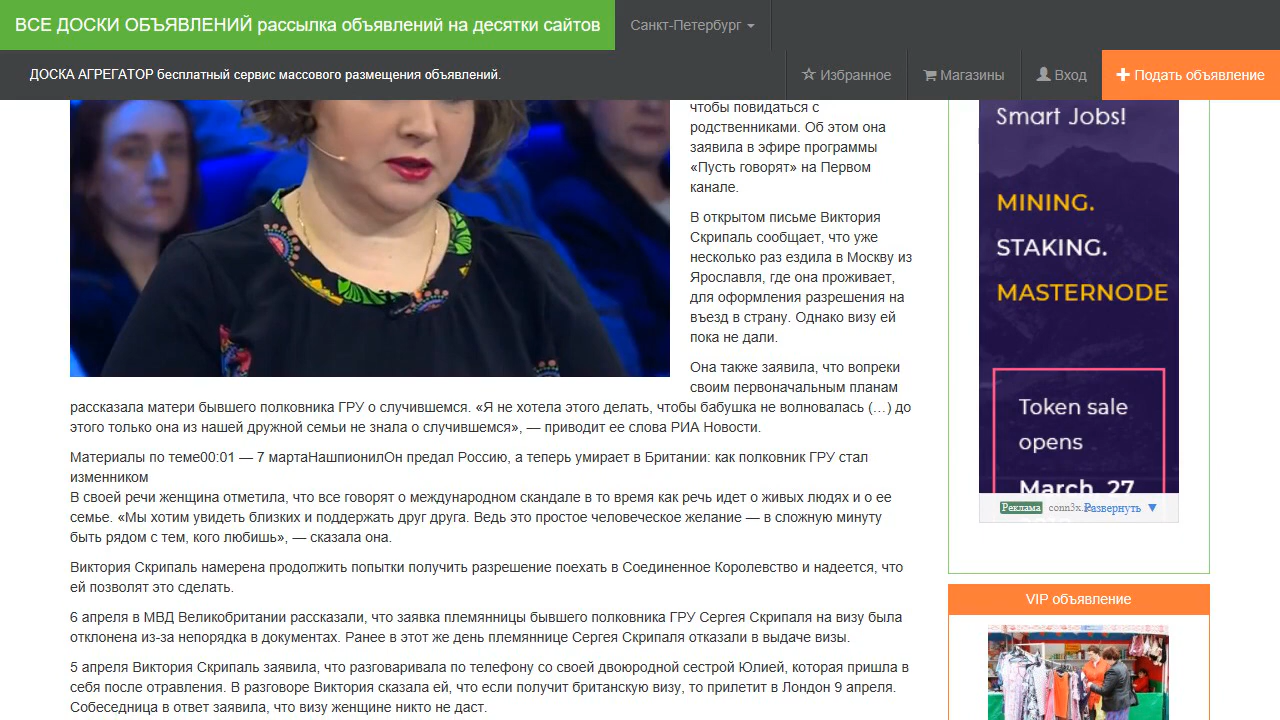 ВСЕ ДОСКИ ОБЪЯВЛЕНИЙ рассылка объявлений на десятки сайтов
Санкт-Петербург
ДОСКА АГРЕГАТОР бесплатный сервис массового размещения объявлений.
Избранное
Магазины
Вход
Подать объявление
чтобы повидаться с
родственниками. Об этом она
заявила в эфире программы
«Пусть говорят» на Первом
канале.
В открытом письме Виктория
Скрипаль сообщает, что уже
несколько раз ездила в Москву из
Ярославля, где она проживает,
для оформления разрешения на
въезд в страну. Однако визу ей
пока не дали.
Она также заявила, что вопреки
своим первоначальным планам
рассказала матери бывшего полковника ГРУ о случившемся. «Я не хотела этого делать, чтобы бабушка не волновалась (…) до
этого только она из нашей дружной семьи не знала о случившемся», — приводит ее слова РИА Новости.
Материалы по теме00:01 — 7 мартаНашпионилОн предал Россию, а теперь умирает в Британии: как полковник ГРУ стал
изменником
В своей речи женщина отметила, что все говорят о международном скандале в то время как речь идет о живых людях и о ее
семье. «Мы хотим увидеть близких и поддержать друг друга. Ведь это простое человеческое желание — в сложную минуту
быть рядом с тем, кого любишь», — сказала она.
Виктория Скрипаль намерена продолжить попытки получить разрешение поехать в Соединенное Королевство и надеется, что
ей позволят это сделать.
6 апреля в МВД Великобритании рассказали, что заявка племянницы бывшего полковника ГРУ Сергея Скрипаля на визу была
отклонена из-за непорядка в документах. Ранее в этот же день племяннице Сергея Скрипаля отказали в выдаче визы.
5 апреля Виктория Скрипаль заявила, что пообщалась по телефону со своей двоюродной сестрой Юлией, которая пришла в
себя после отравления. В разговоре Виктория сказала ей, что если получит британскую визу, то прилетит в Лондон 9 апреля.
Собеседница в ответ заявила, что визу женщине никто не даст.
Smart Jobs!
MINING.
STAKING.
MASTERNODE
Token sale
opens
March, 27
Реклама
Развернуть
VIP объявление